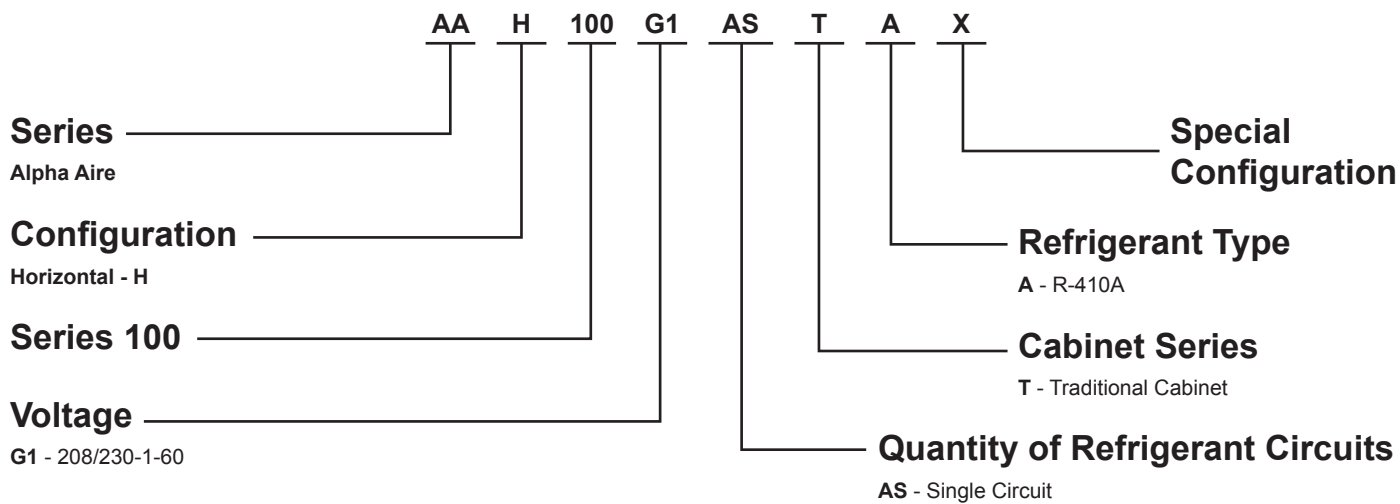 AA H 100 G1 AS T A X
Series
Alpha Aire
Configuration
Horizontal - H
Series 100
Voltage
G1 - 208/230-1-60
Special
Configuration
Refrigerant Type
A - R-410A
Cabinet Series
T - Traditional Cabinet
Quantity of Refrigerant Circuits
AS - Single Circuit